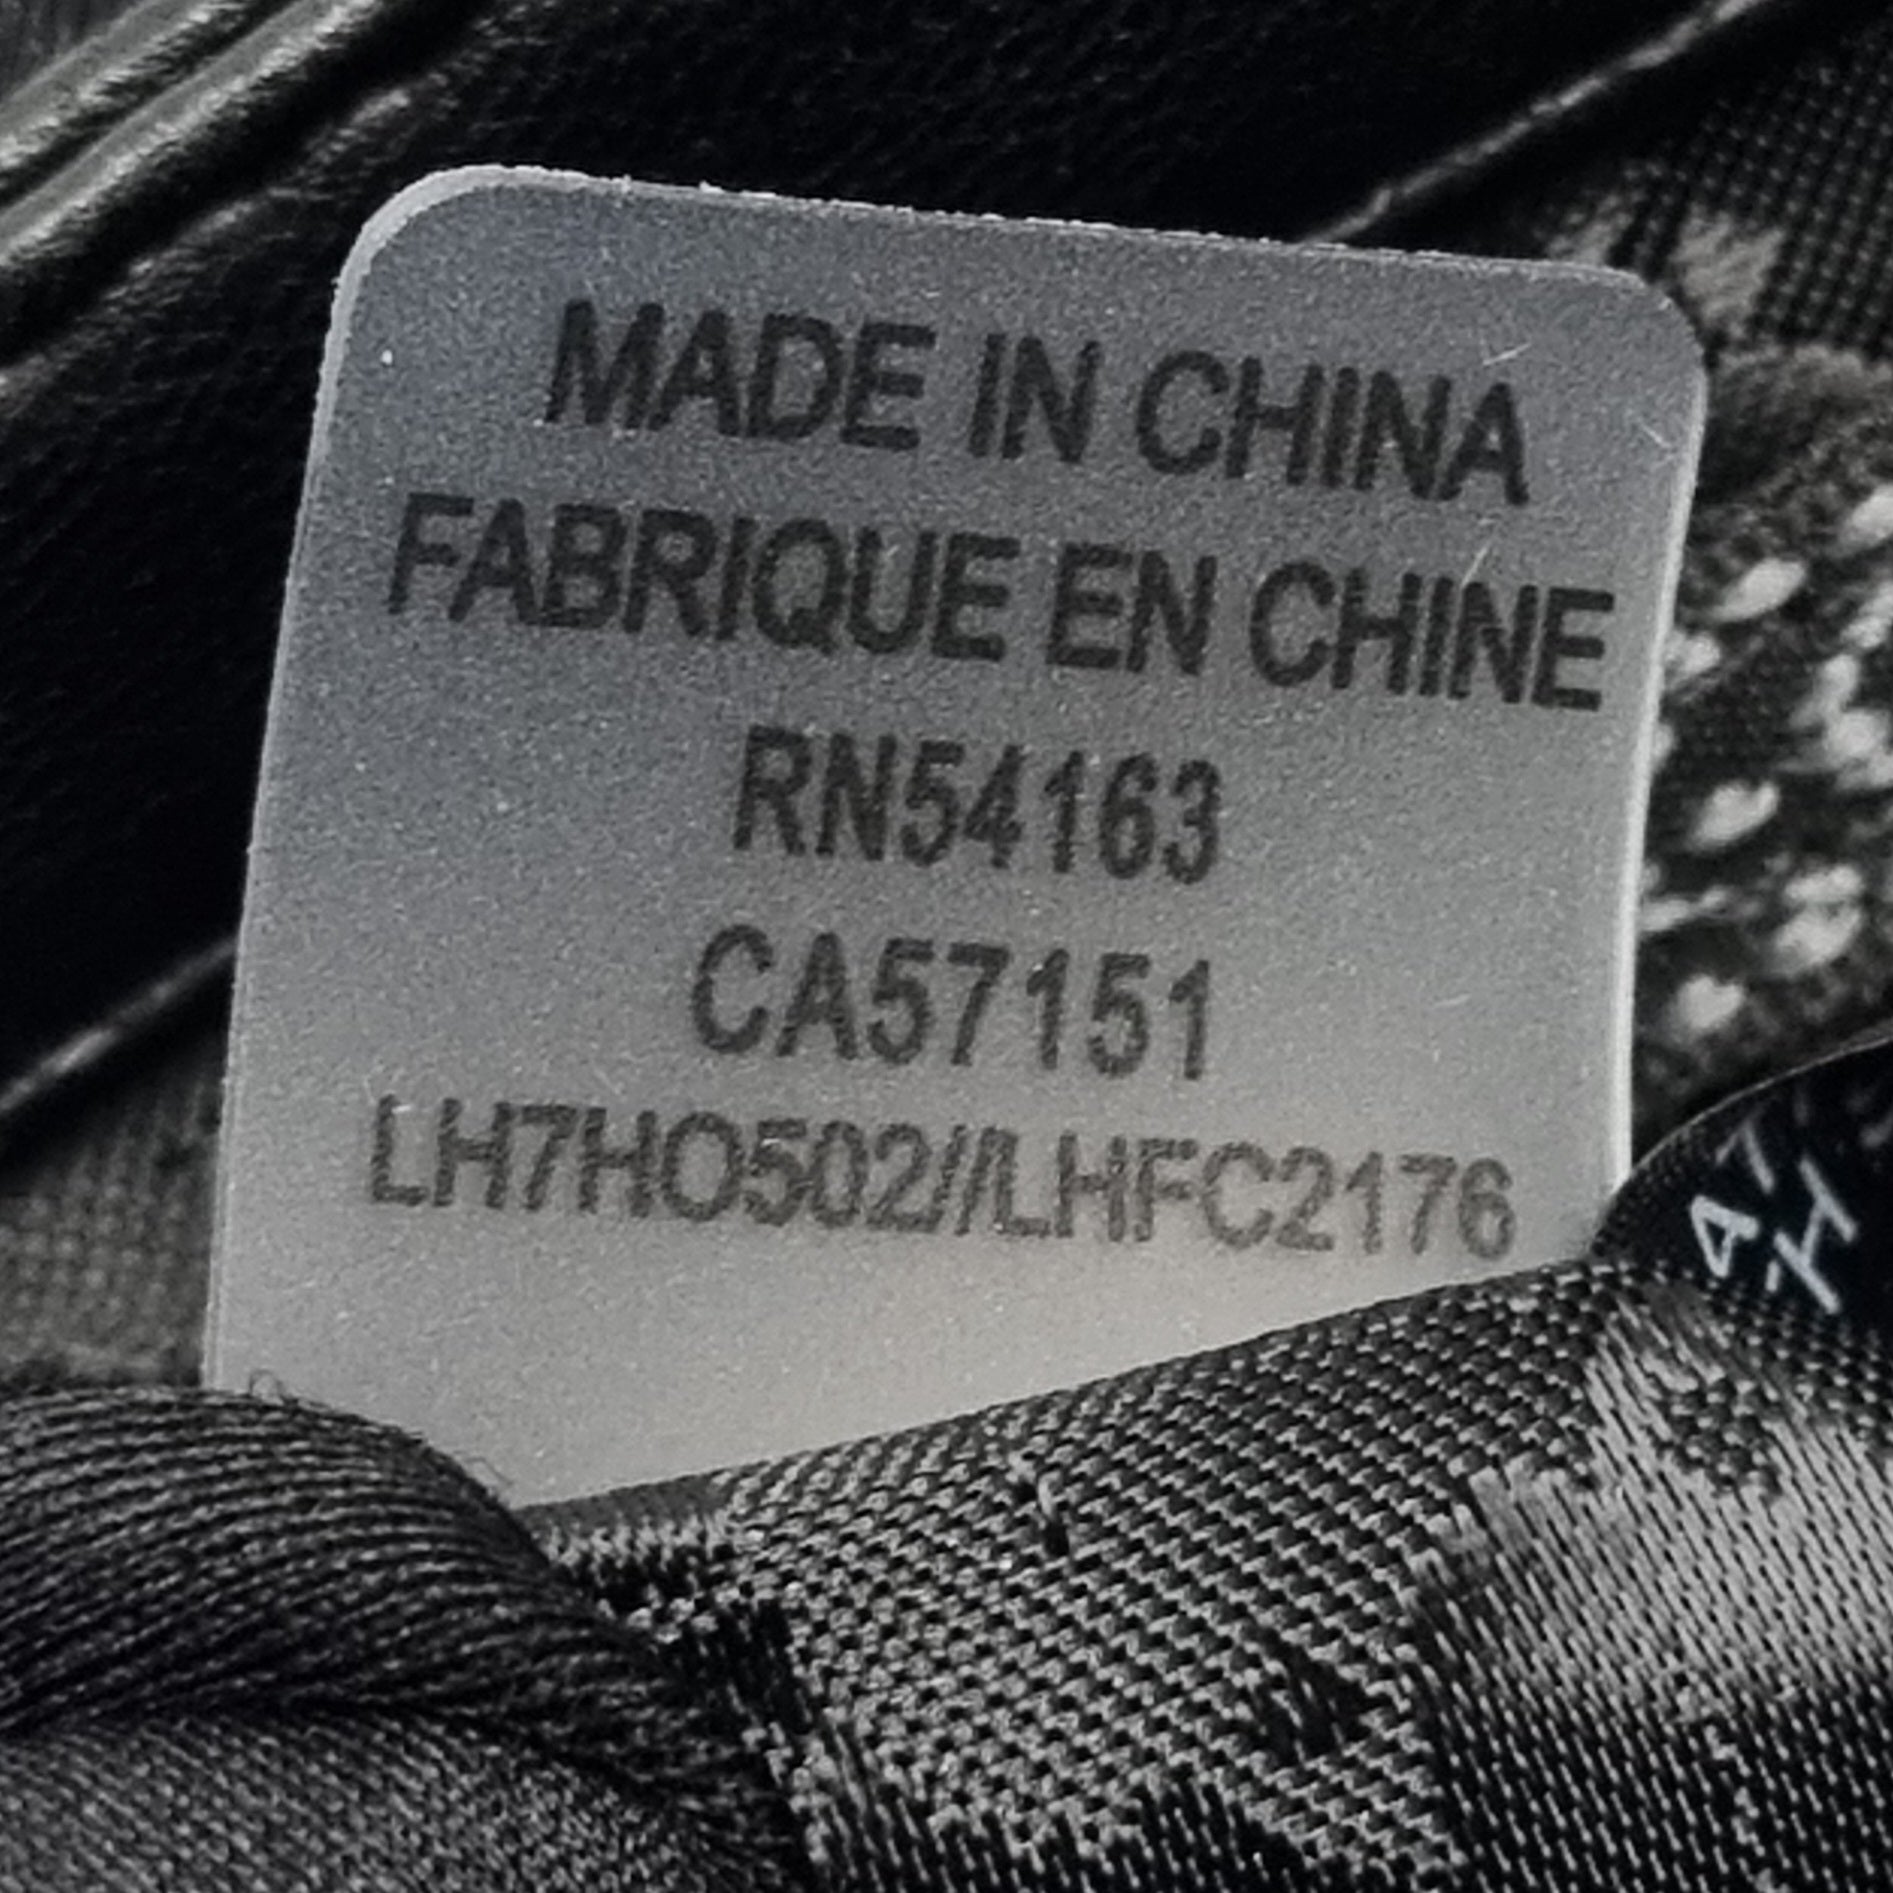 MADE IN CHINA
FABRIQUE EN CHINE
RN54163
CA57151
LH7HO502//LHFC2176